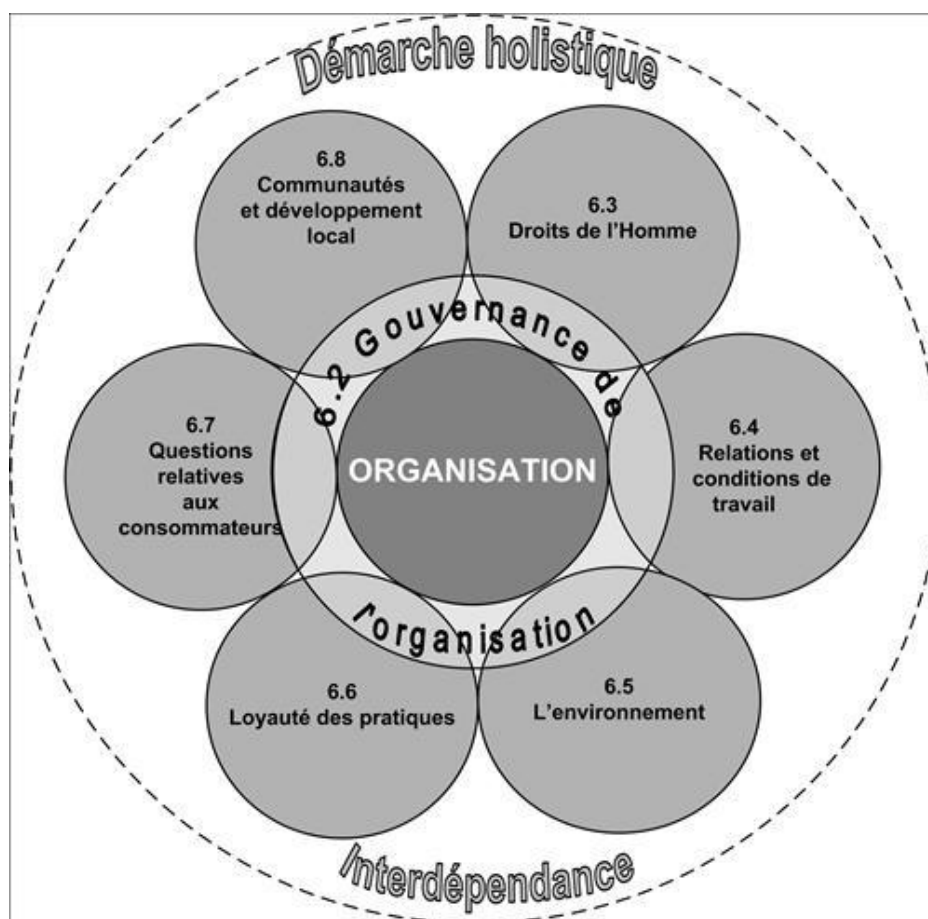 Démarche holistique
6.8
Communautés
et développement
local
6.3
Droits de l'Homme
6.2 Gouvernance de
l'organisation
6.7
Questions
relatives
aux
consommateurs
ORGANISATION
6.4
Relations et
conditions de
travail
6.6
Loyauté des pratiques
6.5
L'environnement
Interdépendance